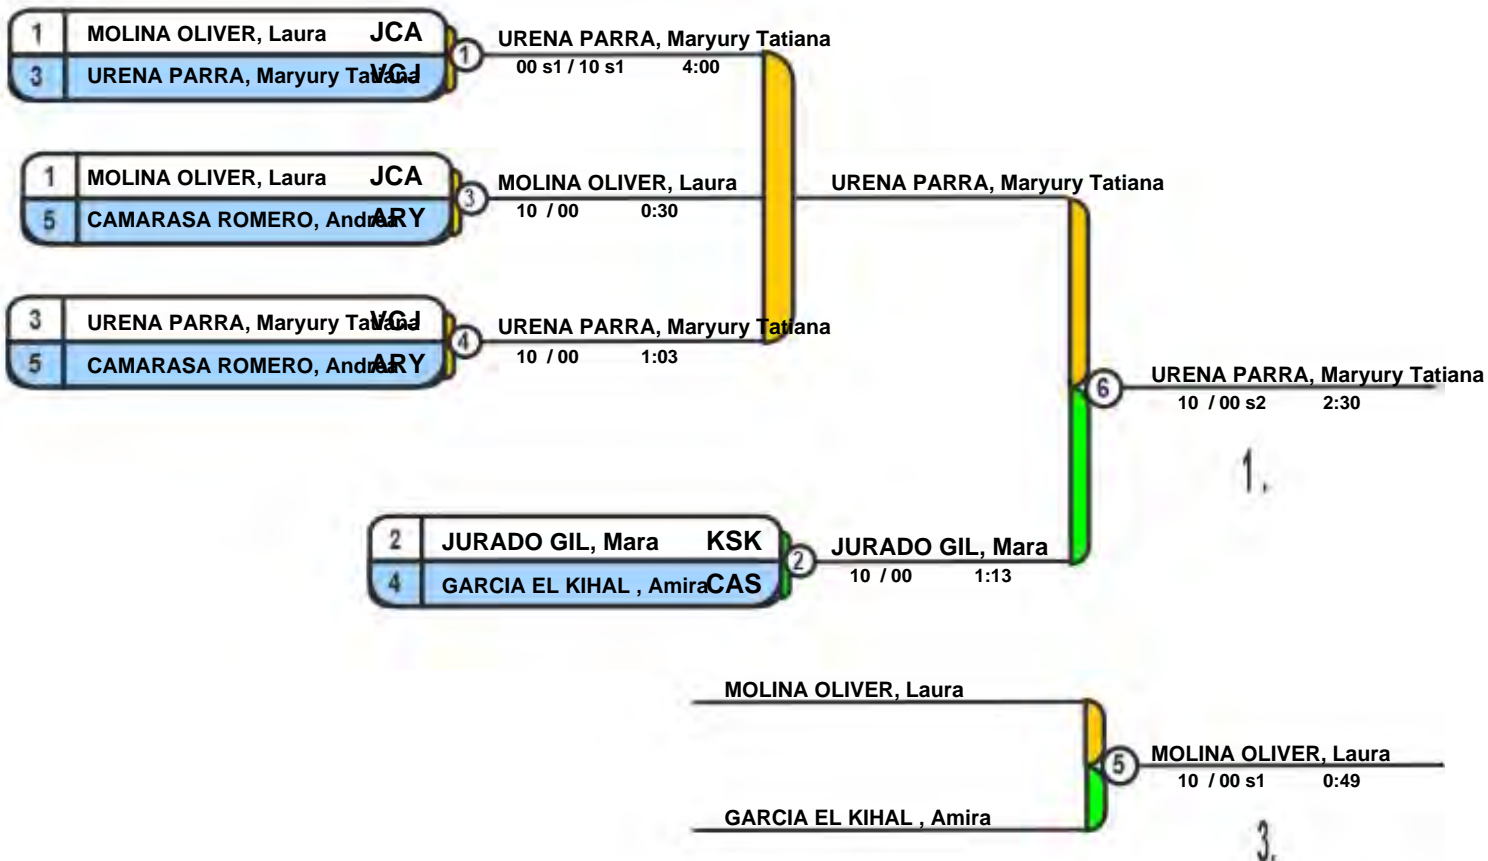 1 MOLINA OLIVER, Laura JCA
3 URENA PARRA, Maryury Tatiana VGJ
1 URENA PARRA, Maryury Tatiana
00 s1 / 10 s1 4:00
1 MOLINA OLIVER, Laura JCA
5 CAMARASA ROMERO, Andrea ARY
3 MOLINA OLIVER, Laura
10 / 00 0:30
URENA PARRA, Maryury Tatiana
3 URENA PARRA, Maryury Tatiana VGJ
5 CAMARASA ROMERO, Andrea ARY
4 URENA PARRA, Maryury Tatiana
10 / 00 1:03
6 URENA PARRA, Maryury Tatiana
10 / 00 s2 2:30
1.
2 JURADO GIL, Mara KSK
4 GARCIA EL KIHAL , Amira CAS
2 JURADO GIL, Mara
10 / 00 1:13
MOLINA OLIVER, Laura
5 MOLINA OLIVER, Laura
10 / 00 s1 0:49
GARCIA EL KIHAL , Amira
3.